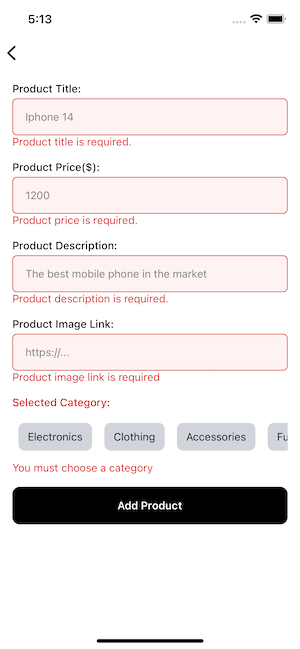 5:13
Product Title:
Iphone 14
Product title is required.
Product Price($):
1200
Product price is required.
Product Description:
The best mobile phone in the market
Product description is required.
Product Image Link:
https://...
Product image link is required
Selected Category:
Electronics Clothing Accessories Fu
You must choose a category
Add Product